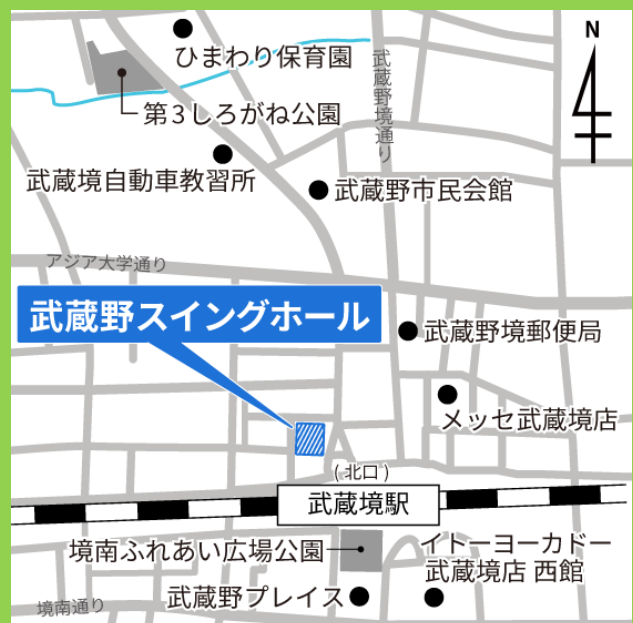 N
ひまわり保育園
武蔵野境通り
第3しろがね公園
武蔵境自動車教習所
武蔵野市民会館
アジア大学通り
武蔵野スイングホール
武蔵野境郵便局
メッセ武蔵境店
(北口)
武蔵境駅
境南ふれあい広場公園
イトーヨーカドー
武蔵境店 西館
武蔵野プレイス
境南通り